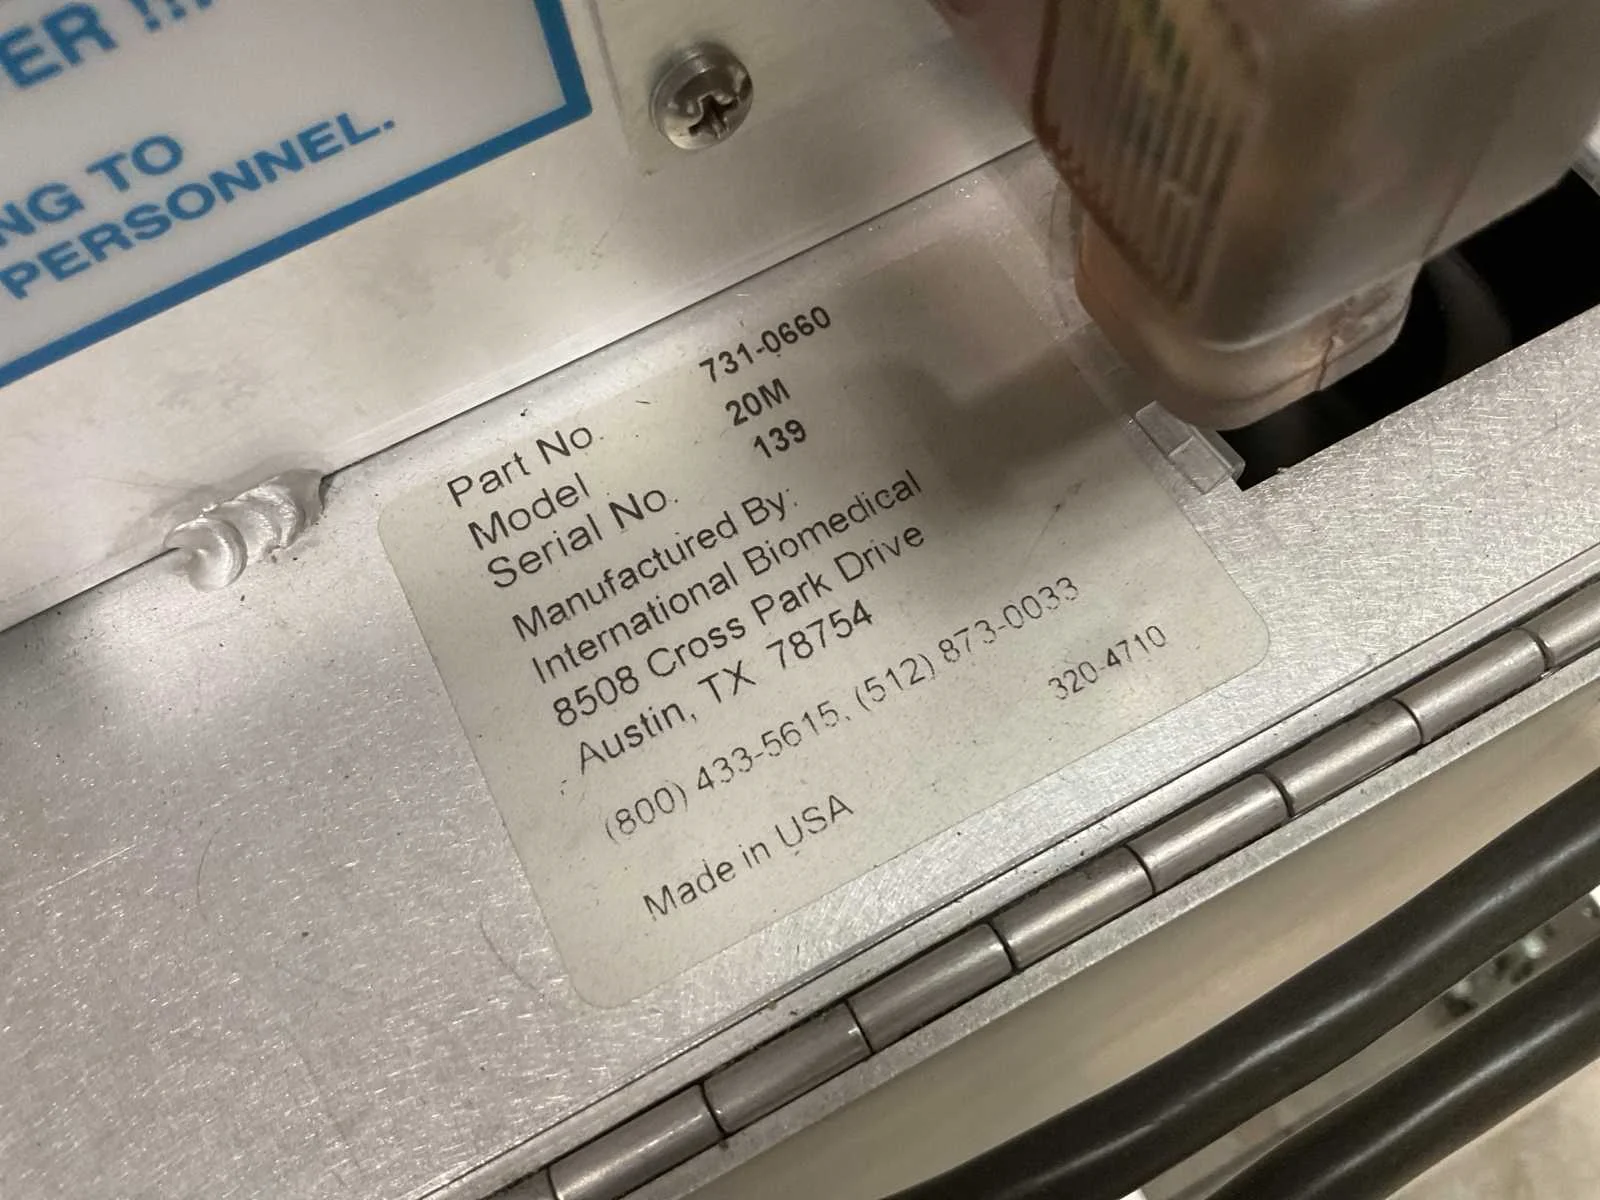 ER !!!
NG TO
PERSONNEL.
Part No. 731-0660
Model 20M
Serial No. 139
Manufactured By:
International Biomedical
8508 Cross Park Drive
Austin, TX 78754
(800) 433-5615, (512) 873-0033
320-4710
Made in USA